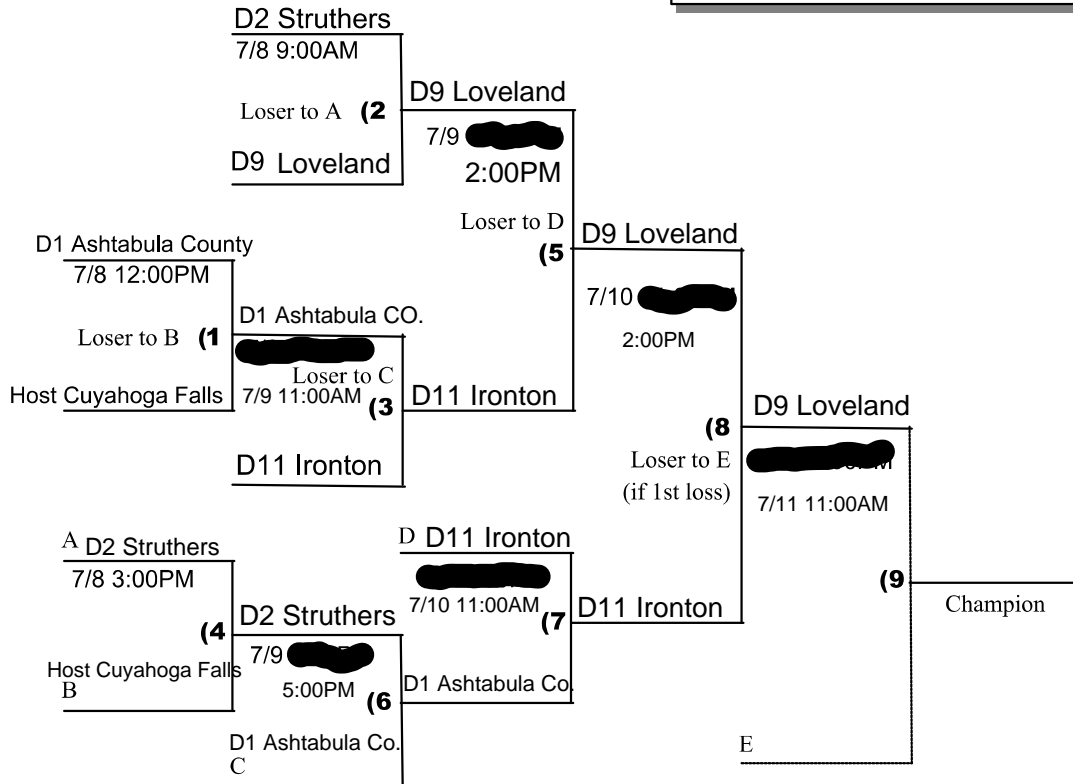 D2 Struthers
7/8 9:00AM
Loser to A (2
D9 Loveland
D9 Loveland
7/9
2:00PM
Loser to D
(5
D1 Ashtabula County
7/8 12:00PM
Loser to B (1
Host Cuyahoga Falls
D1 Ashtabula CO.
Loser to C
7/9 11:00AM (3
D11 Ironton
D11 Ironton
D9 Loveland
7/10
2:00PM
(8
Loser to E
(if 1st loss)
D9 Loveland
7/11 11:00AM
(9
Champion
A D2 Struthers
7/8 3:00PM
(4
Host Cuyahoga Falls
B
D2 Struthers
7/9
5:00PM (6
D1 Ashtabula Co.
C
D D11 Ironton
7/10 11:00AM (7
D1 Ashtabula Co.
D11 Ironton
E